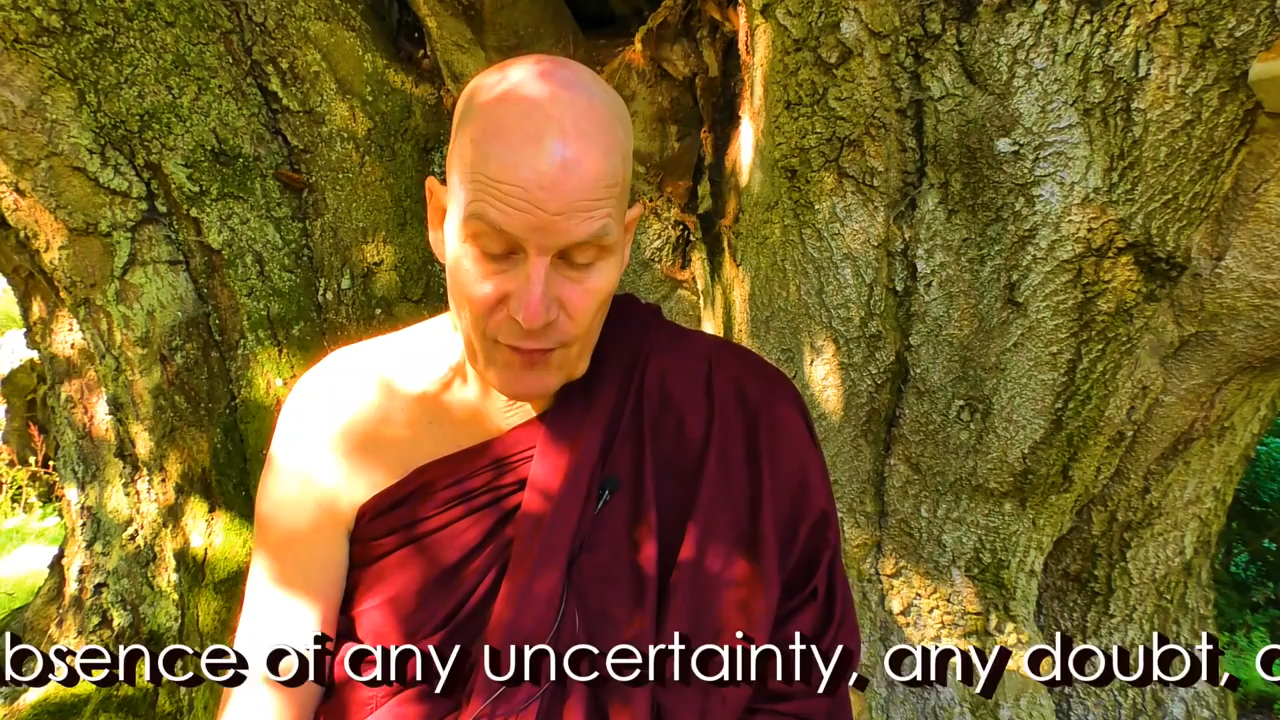 bsence of any uncertainty, any doubt,